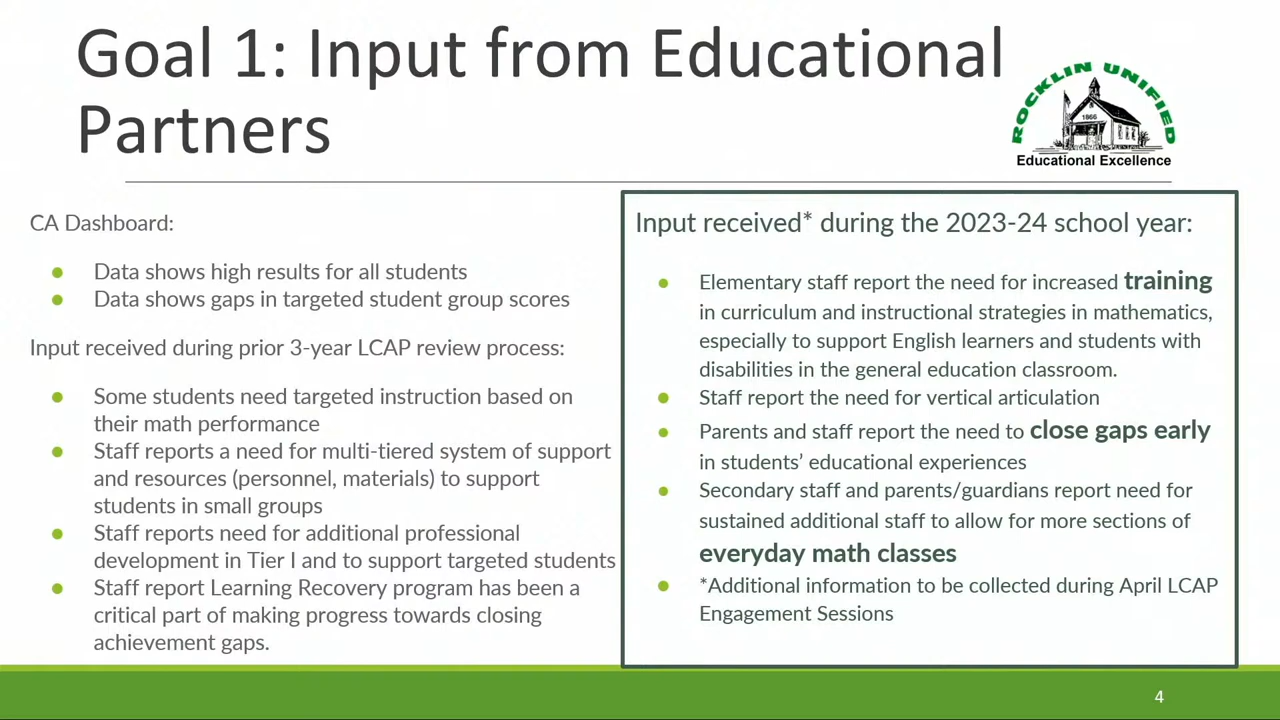 Goal 1: Input from Educational
Partners
ROCKLIN UNIFIED
1866
Educational Excellence
CA Dashboard:
● Data shows high results for all students
● Data shows gaps in targeted student group scores
Input received during prior 3-year LCAP review process:
● Some students need targeted instruction based on
their math performance
● Staff reports a need for multi-tiered system of support
and resources (personnel, materials) to support
students in small groups
● Staff reports need for additional professional
development in Tier I and to support targeted students
● Staff report Learning Recovery program has been a
critical part of making progress towards closing
achievement gaps.
Input received* during the 2023-24 school year:
● Elementary staff report the need for increased training
in curriculum and instructional strategies in mathematics,
especially to support English learners and students with
disabilities in the general education classroom.
● Staff report the need for vertical articulation
● Parents and staff report the need to close gaps early
in students' educational experiences
● Secondary staff and parents/guardians report need for
sustained additional staff to allow for more sections of
everyday math classes
● *Additional information to be collected during April LCAP
Engagement Sessions
4